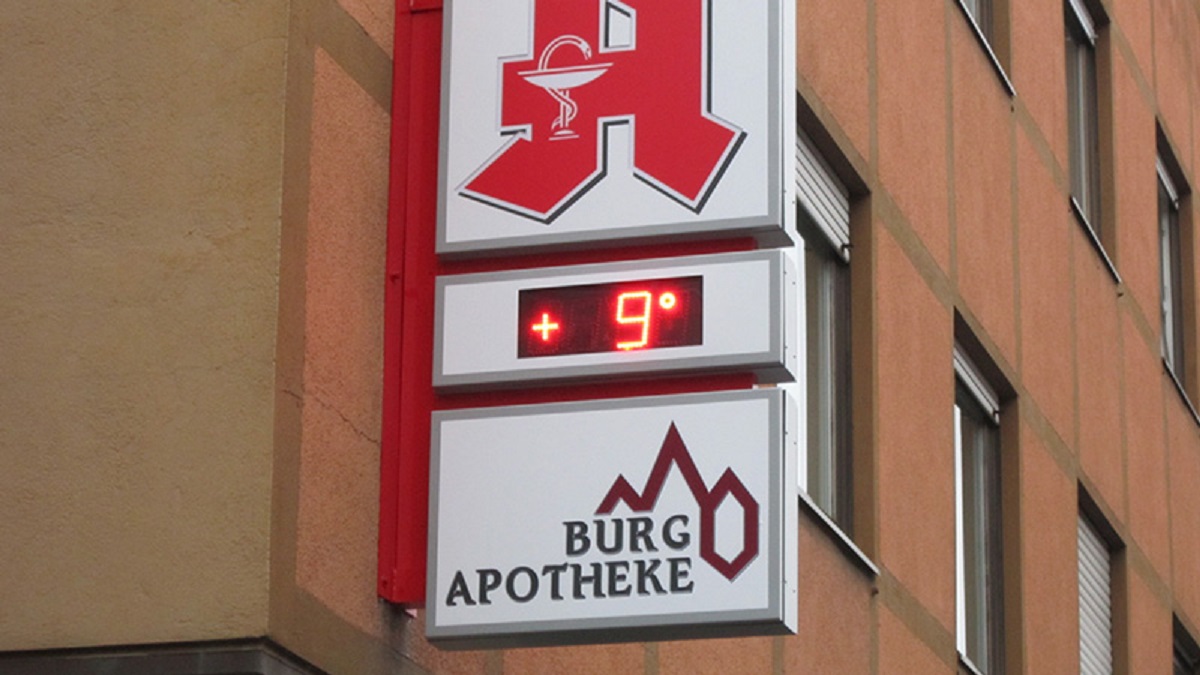 A
+ 9°
BURG
APOTHEKE